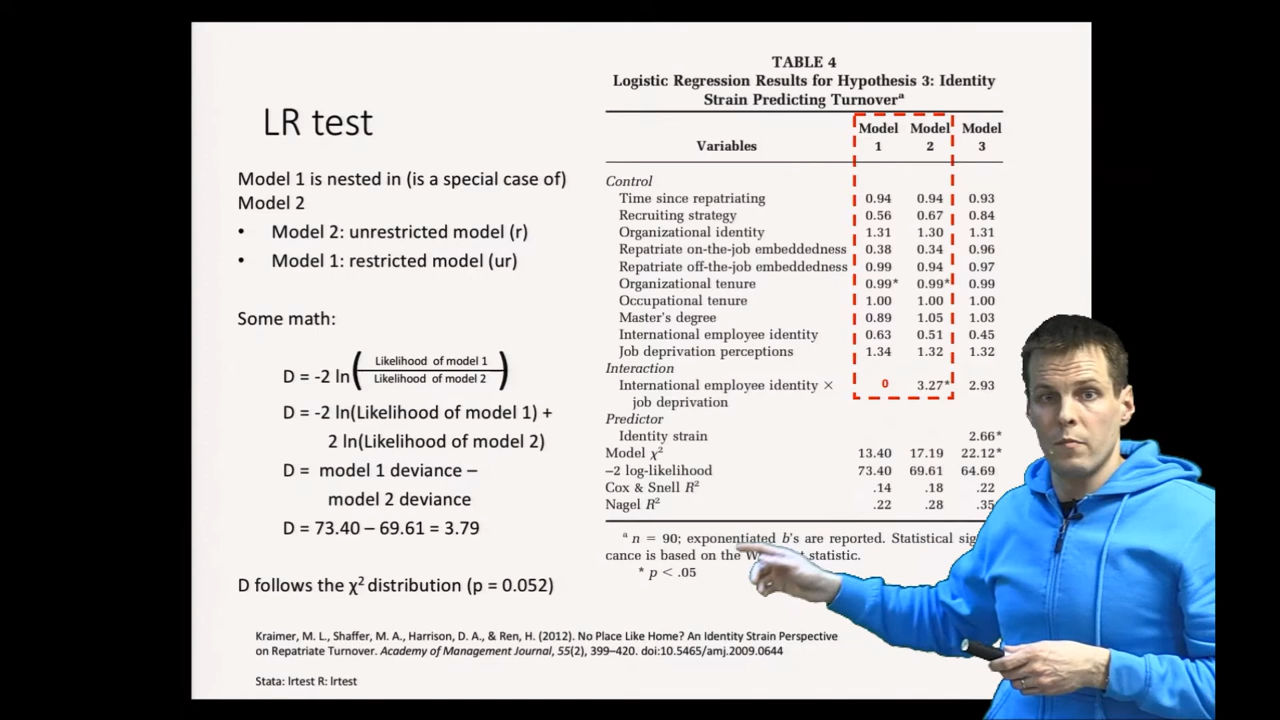 LR test
Model 1 is nested in (is a special case of)
Model 2
• Model 2: unrestricted model (r)
• Model 1: restricted model (ur)
Some math:
D = -2 ln(Likelihood of model 1 / Likelihood of model 2)
D = -2 ln(Likelihood of model 1) +
2 ln(Likelihood of model 2)
D = model 1 deviance –
model 2 deviance
D = 73.40 – 69.61 = 3.79
D follows the χ² distribution (p = 0.052)
Kraimer, M. L., Shaffer, M. A., Harrison, D. A., & Ren, H. (2012). No Place Like Home? An Identity Strain Perspective
on Repatriate Turnover. Academy of Management Journal, 55(2), 399–420. doi:10.5465/amj.2009.0644
Stata: lrtest R: lrtest
TABLE 4
Logistic Regression Results for Hypothesis 3: Identity
Strain Predicting Turnoverᵃ
Model Model Model
Variables 1 2 3
Control
Time since repatriating 0.94 0.94 0.93
Recruiting strategy 0.56 0.67 0.84
Organizational identity 1.31 1.30 1.31
Repatriate on-the-job embeddedness 0.38 0.34 0.96
Repatriate off-the-job embeddedness 0.99 0.94 0.97
Organizational tenure 0.99* 0.99* 0.99
Occupational tenure 1.00 1.00 1.00
Master's degree 0.89 1.05 1.03
International employee identity 0.63 0.51 0.45
Job deprivation perceptions 1.34 1.32 1.32
Interaction
International employee identity × 0 3.27* 2.93
job deprivation
Predictor
Identity strain 2.66*
Model χ² 13.40 17.19 22.12*
–2 log-likelihood 73.40 69.61 64.69
Cox & Snell R² .14 .18 .22
Nagel R² .22 .28 .35
ᵃ n = 90; exponentiated b's are reported. Statistical
cance is based on the statistic.
* p < .05